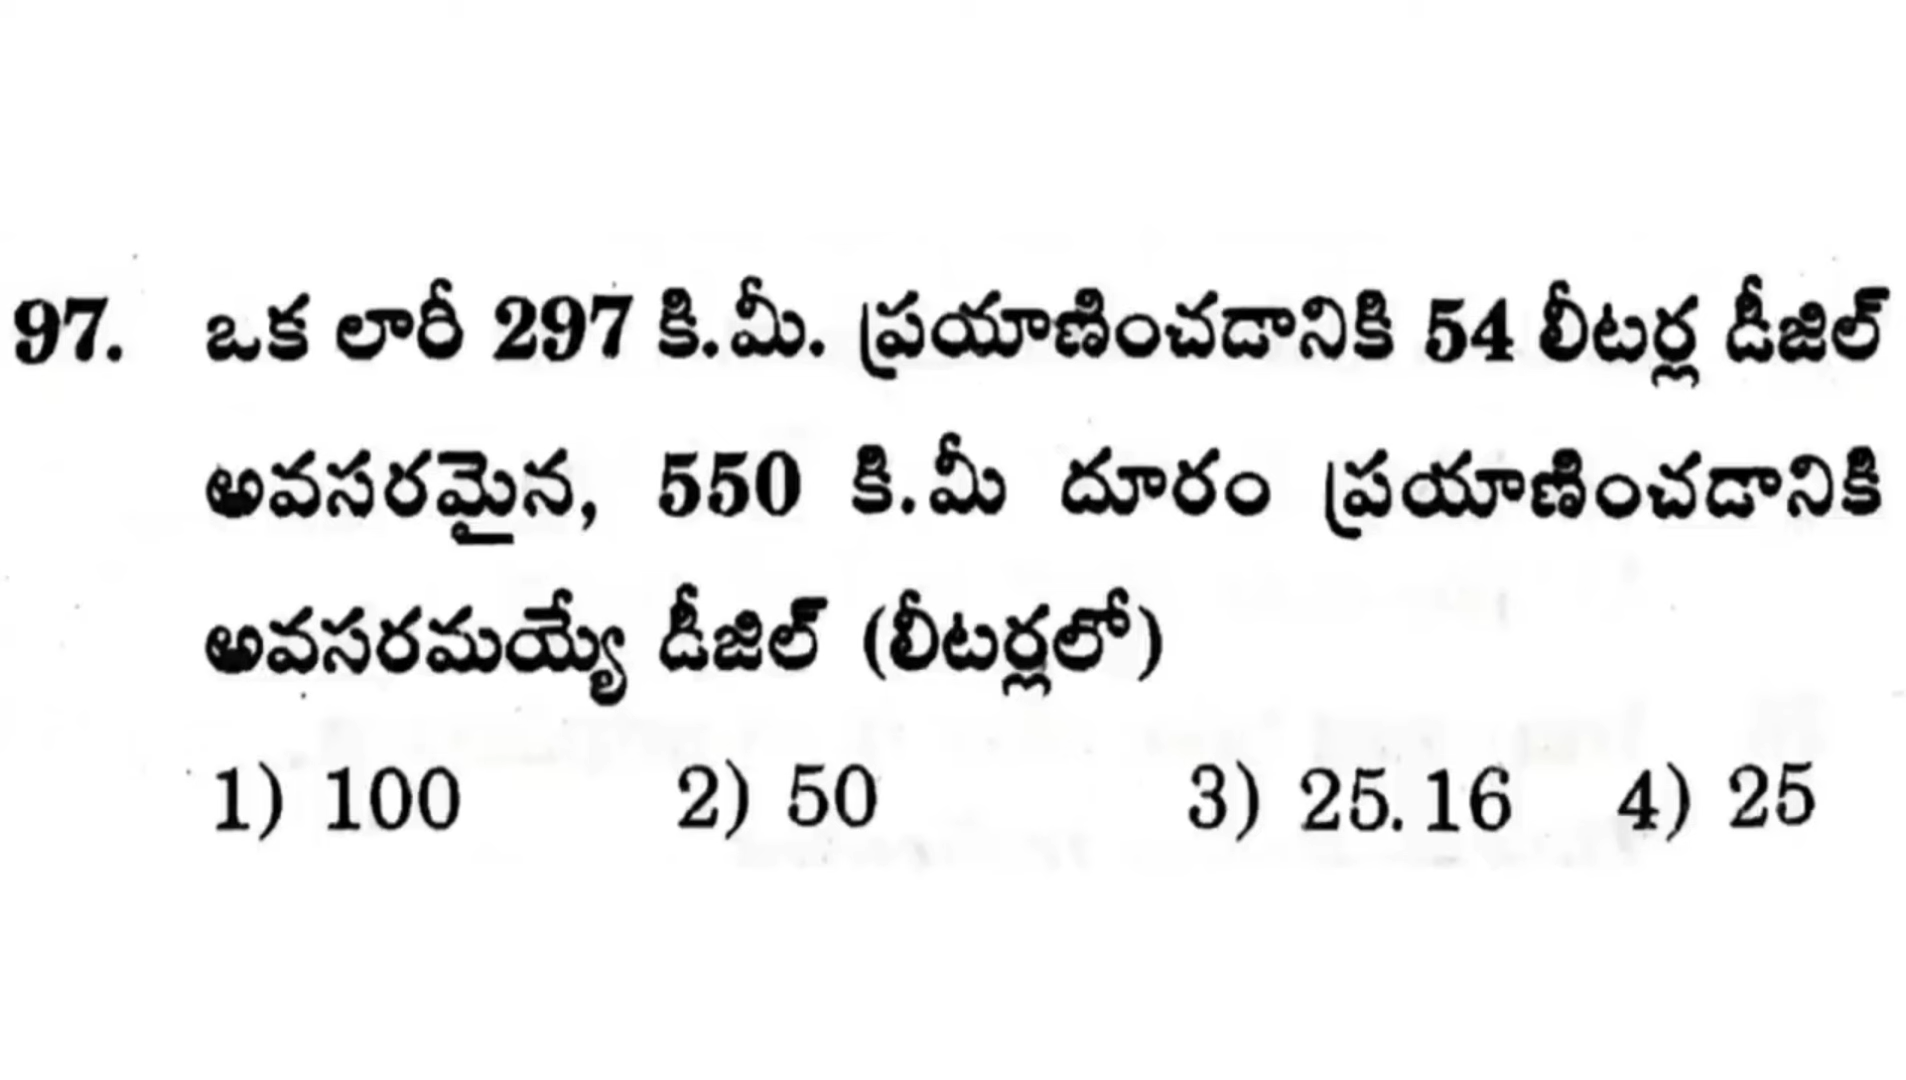 97. ఒక లారీ 297 కి.మీ. ప్రయాణించడానికి 54 లీటర్ల డీజిల్
అవసరమైన, 550 కి.మీ దూరం ప్రయాణించడానికి
అవసరమయ్యే డీజిల్ (లీటర్లలో)
1) 100 2) 50 3) 25.16 4) 25